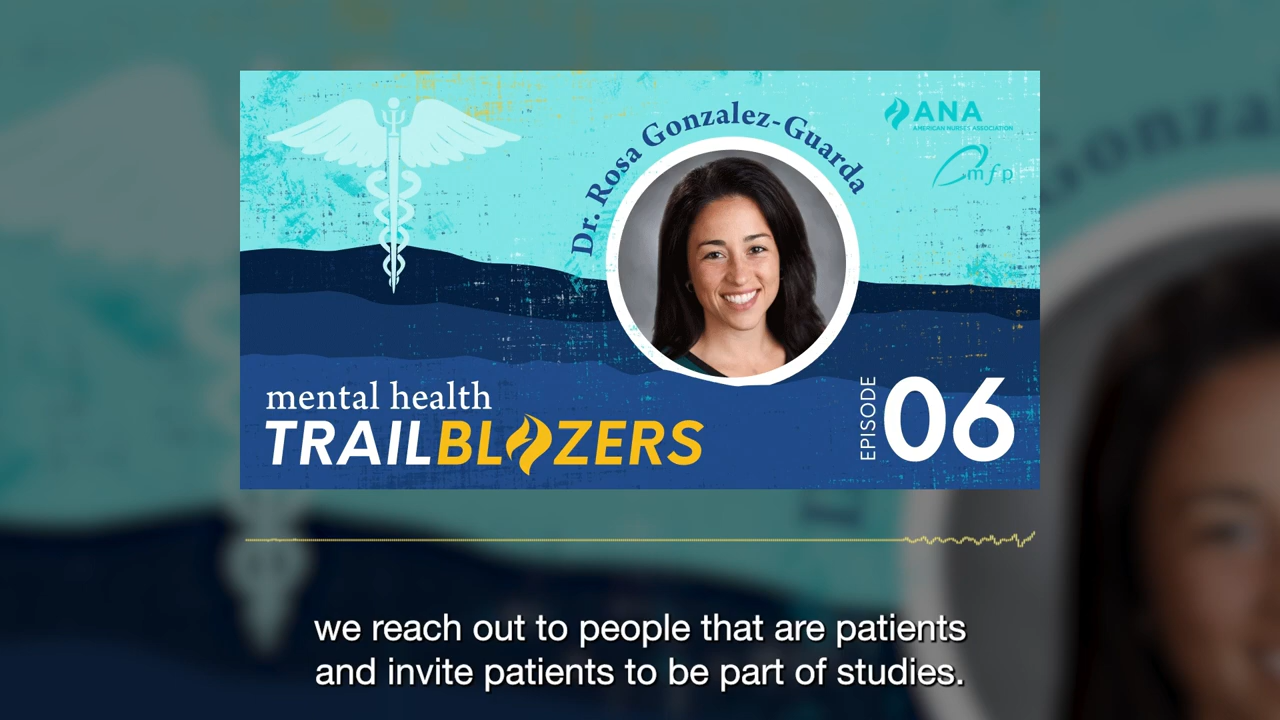 Dr. Rosa Gonzalez-Guarda
ANA
AMERICAN NURSES ASSOCIATION
mfp
mental health
TRAILBLAZERS
EPISODE
06
we reach out to people that are patients
and invite patients to be part of studies.